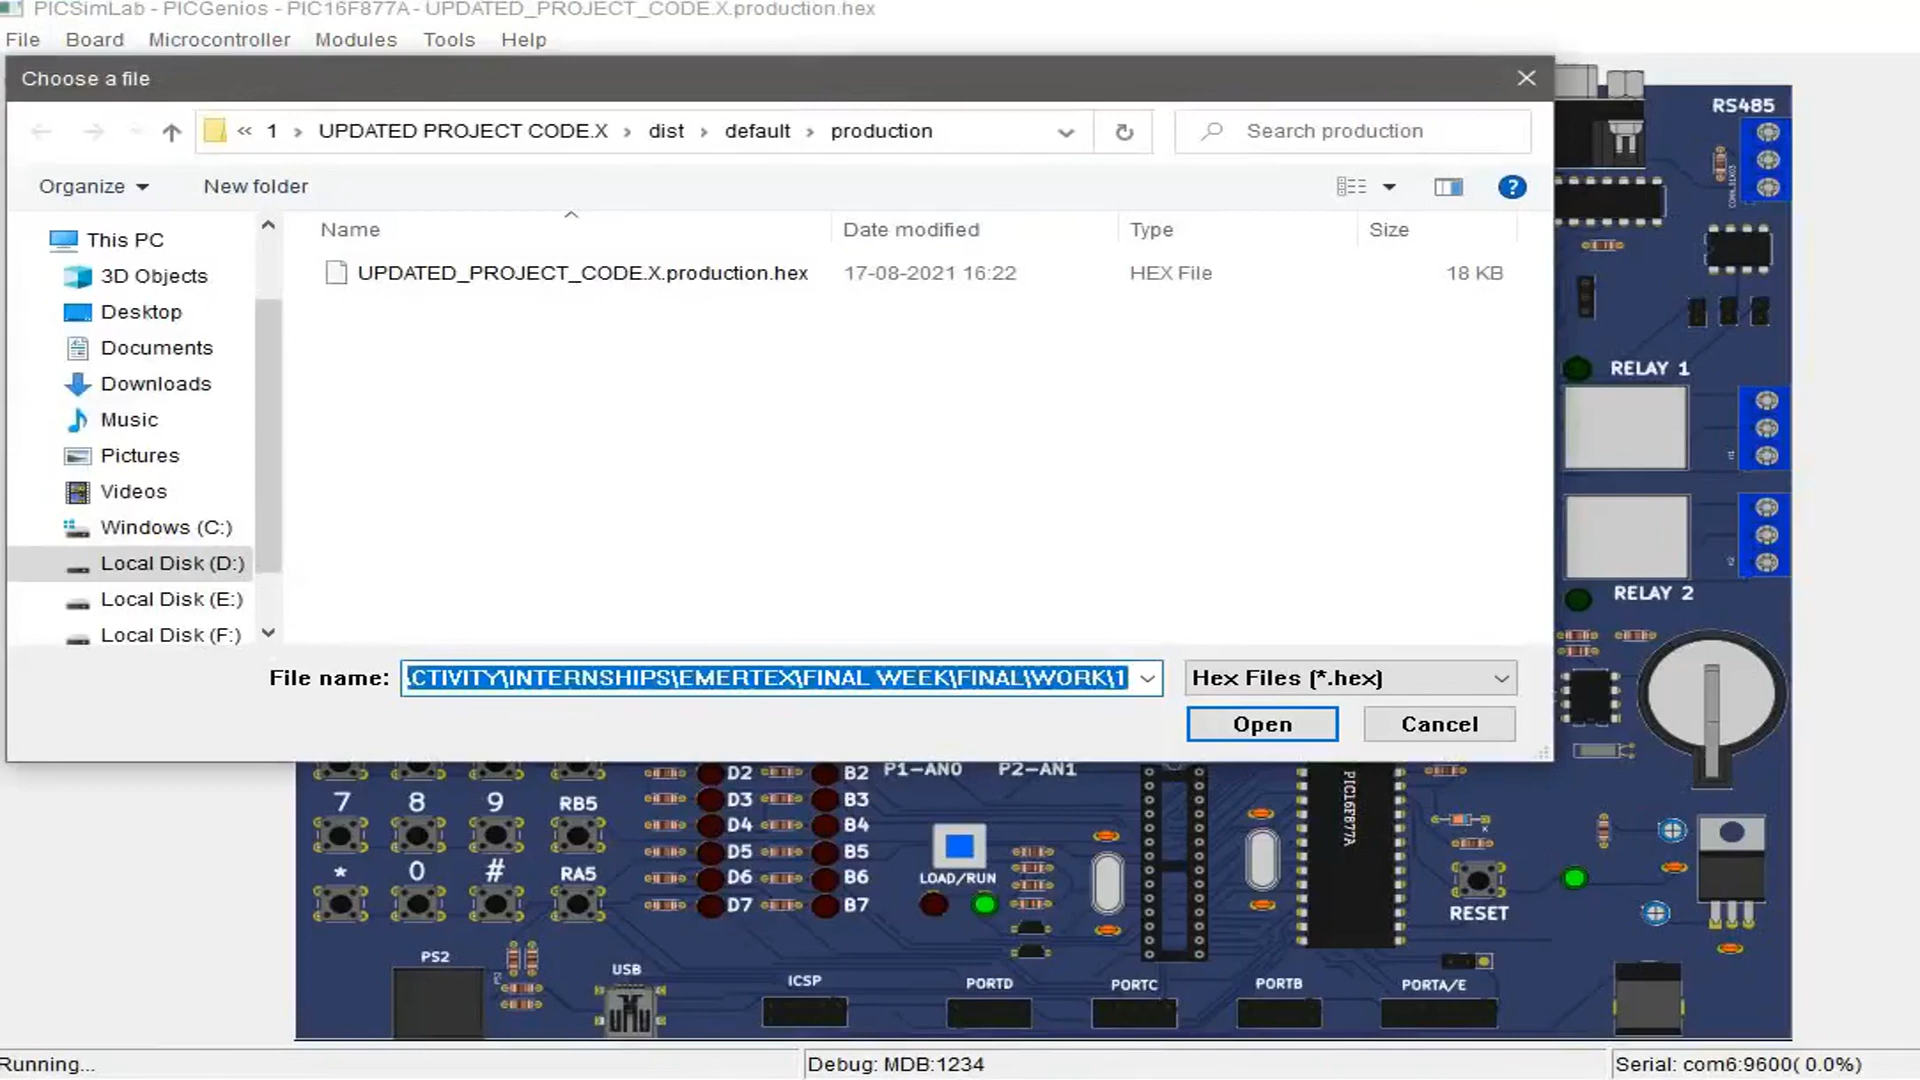 PICSimLab - PICGenios - PIC16F877A - UPDATED_PROJECT_CODE.X.production.hex
File Board Microcontroller Modules Tools Help
Choose a file
« 1 › UPDATED PROJECT CODE.X › dist › default › production
Search production
Organize
New folder
Name
Date modified
Type
Size
UPDATED_PROJECT_CODE.X.production.hex
17-08-2021 16:22
HEX File
18 KB
This PC
3D Objects
Desktop
Documents
Downloads
Music
Pictures
Videos
Windows (C:)
Local Disk (D:)
Local Disk (E:)
Local Disk (F:)
File name:
CTIVITY\INTERNSHIPS\EMERTEX\FINAL WEEK\FINAL\WORK\1
Hex Files (*.hex)
Open
Cancel
RS485
RELAY 1
RELAY 2
D2 B2 P1-AN0 P2-AN1
7 8 9 RB5
D3 B3
D4 B4
D5 B5
* 0 # RA5
D6 B6
D7 B7
LOAD/RUN
PIC16F877A
RESET
PS2
USB
ICSP
PORTD
PORTC
PORTB
PORTA/E
Running...
Debug: MDB:1234
Serial: com6:9600( 0.0%)